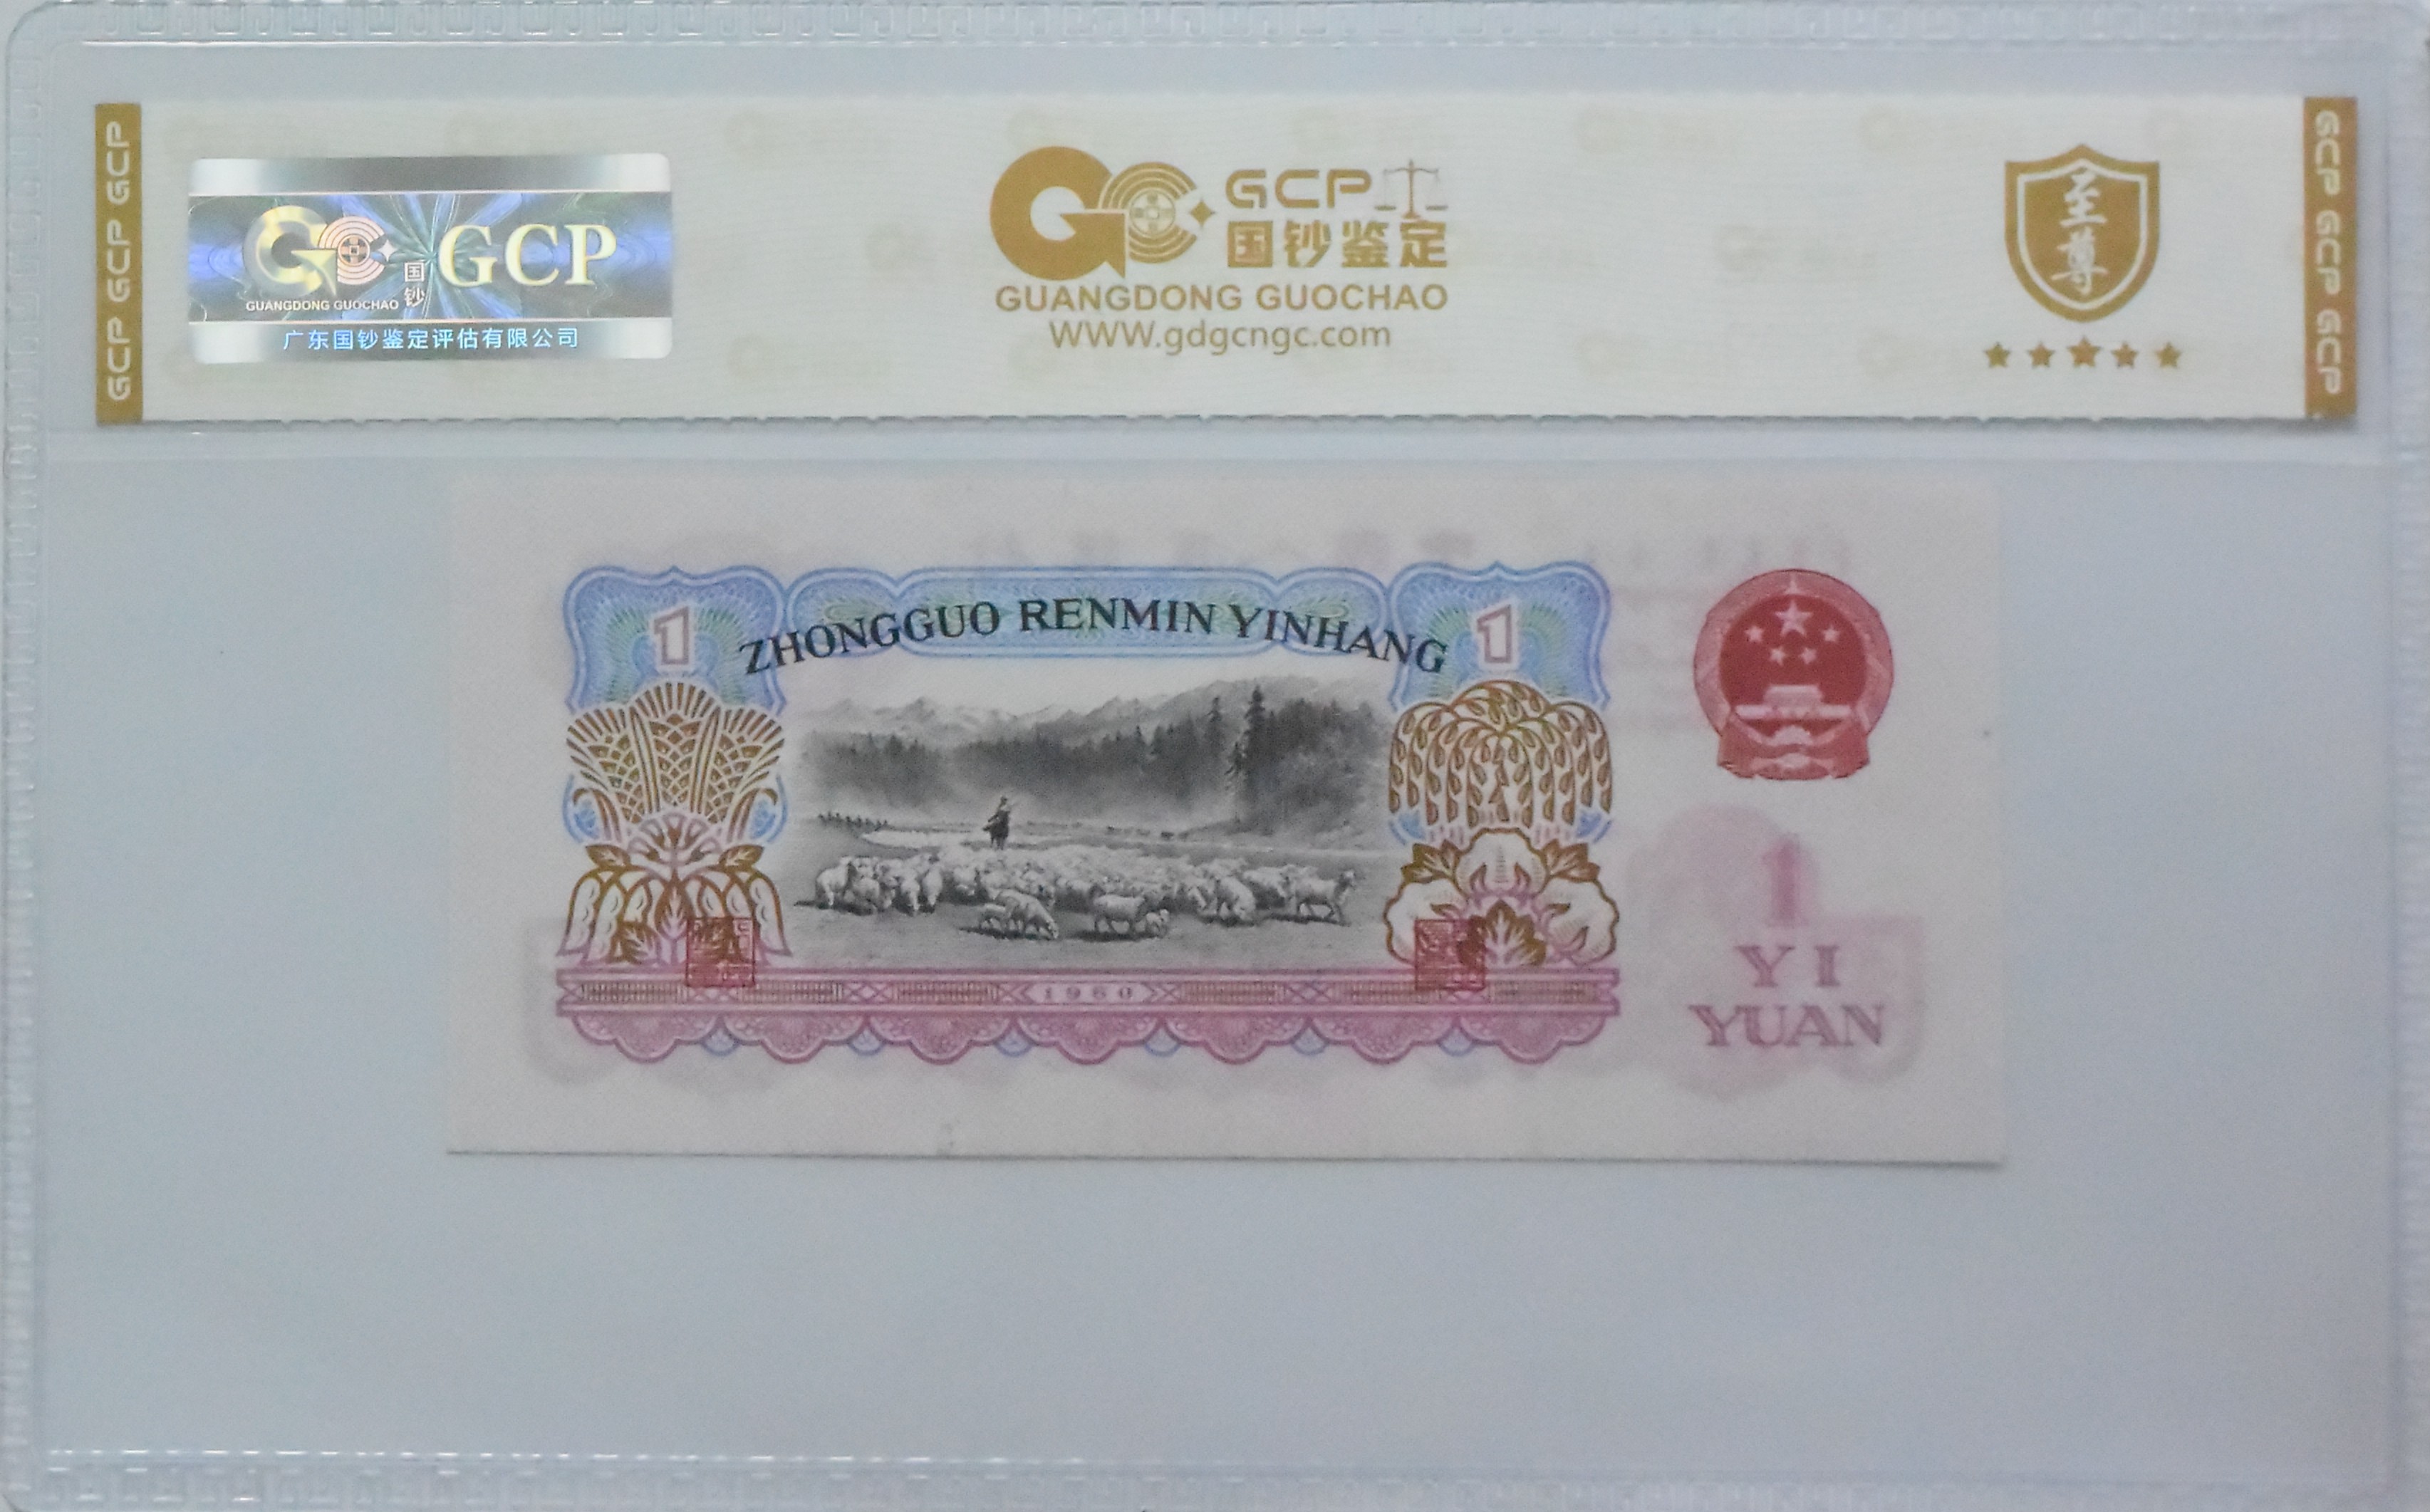 GCP GCP GCP
GCP
国钞
GUANGDONG GUOCHAO
广东国钞鉴定评估有限公司
GCP
国钞鉴定
GUANGDONG GUOCHAO
WWW.gdgcngc.com
至尊
GCP GCP GCP
1
ZHONGGUO RENMIN YINHANG
1
1960
1
YI
YUAN